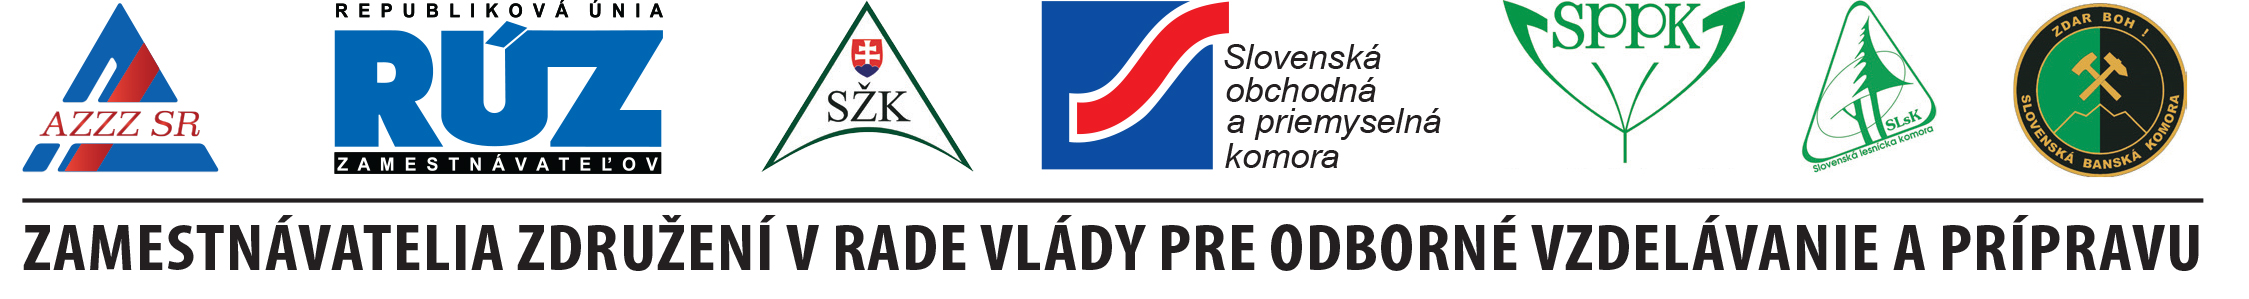 AZZZ SR
REPUBLIKOVÁ ÚNIA
RÚZ
ZAMESTNÁVATEĽOV
SŽK
Slovenská
obchodná
a priemyselná
komora
SPPK
SLsK
Slovenská lesnícka komora
ZDAR BOH !
SLOVENSKÁ BANSKÁ KOMORA
ZAMESTNÁVATELIA ZDRUŽENÍ V RADE VLÁDY PRE ODBORNÉ VZDELÁVANIE A PRÍPRAVU